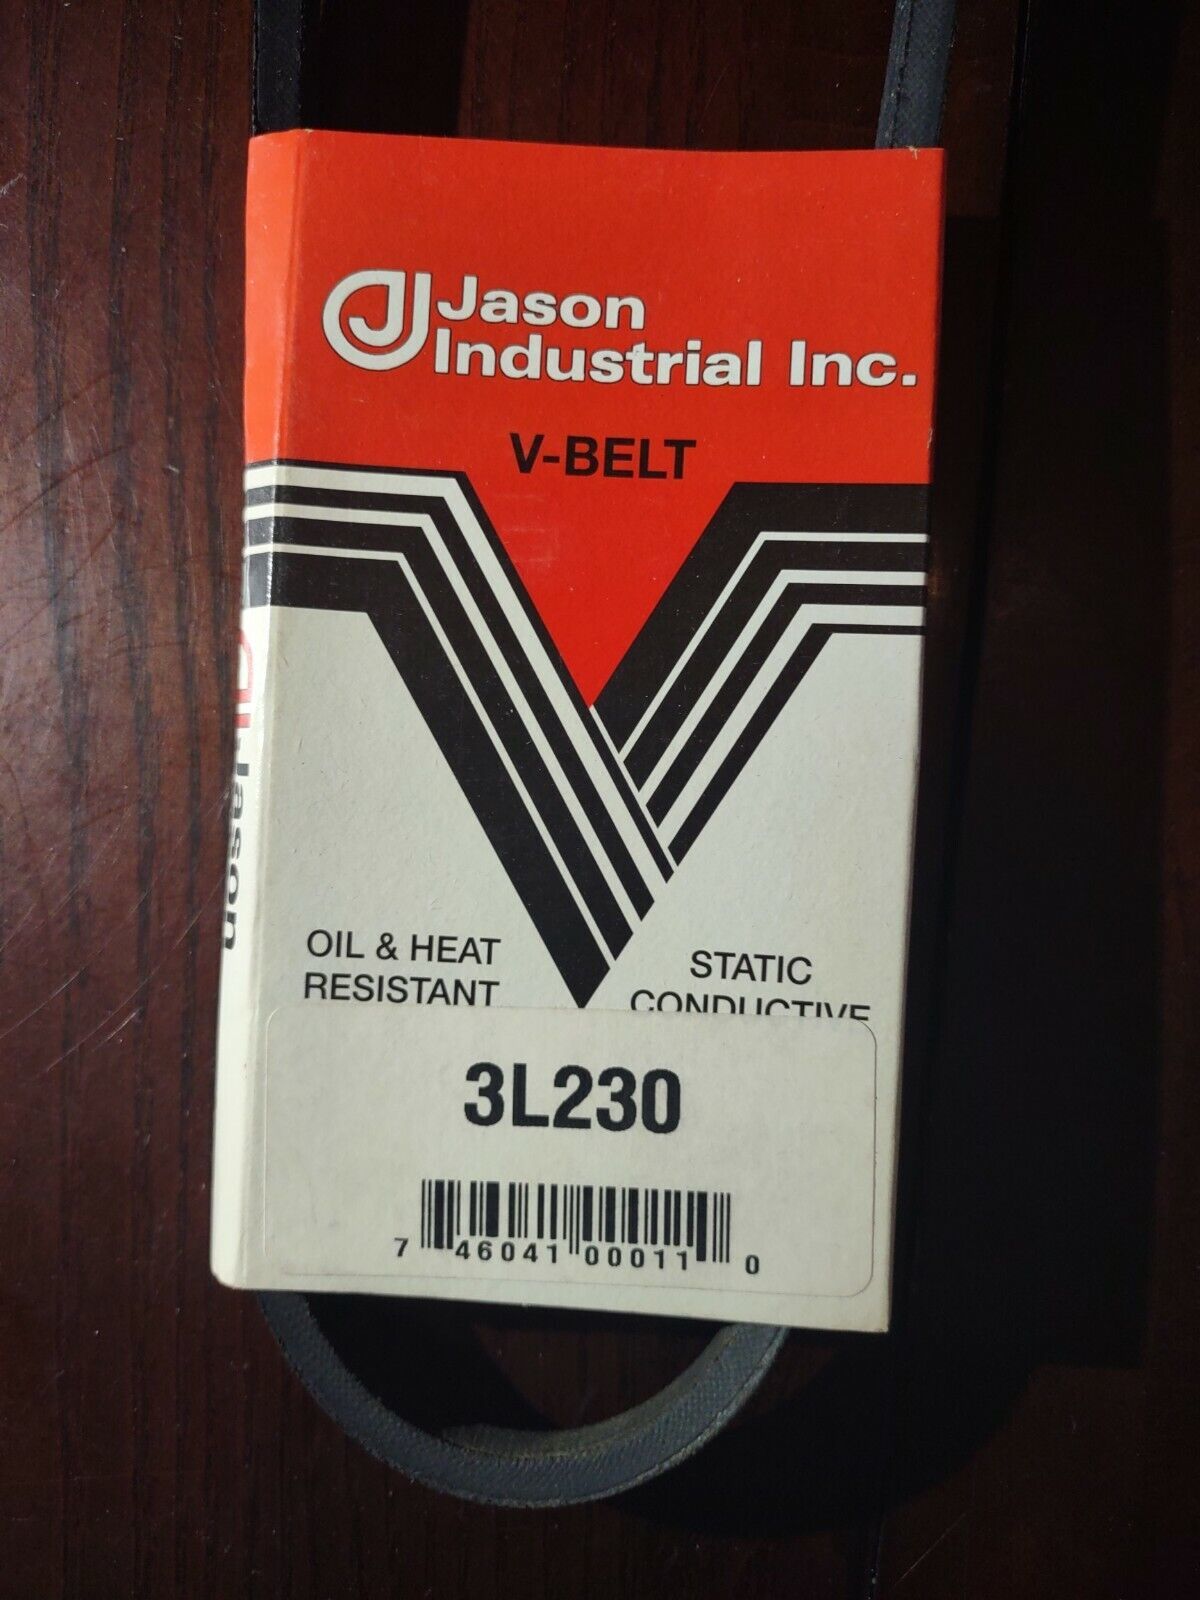 Jason
Industrial Inc.
V-BELT
Jason
OIL & HEAT
RESISTANT
STATIC
CONDUCTIVE
3L230
7 46041 00011 0